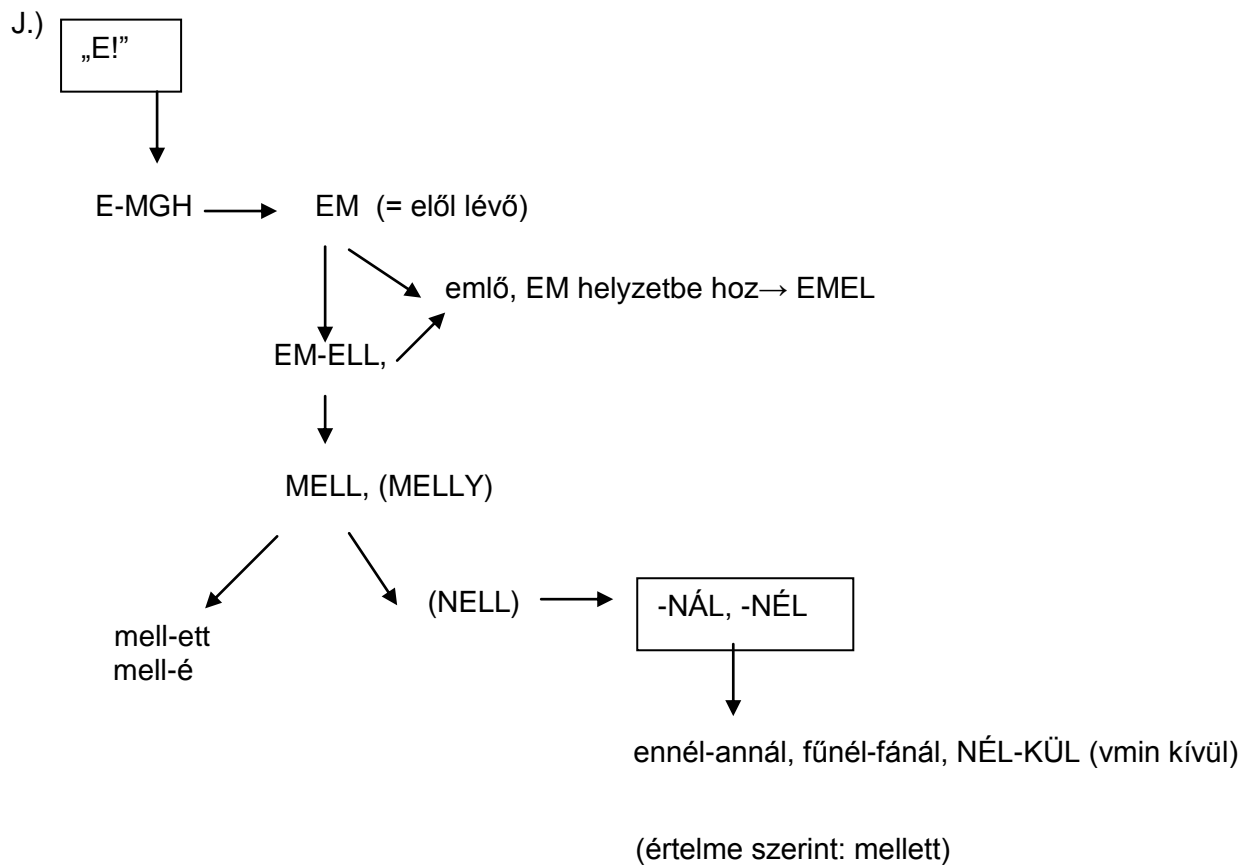 J.)
„E!”
E-MGH EM (= elől lévő)
emlő, EM helyzetbe hoz→ EMEL
EM-ELL,
MELL, (MELLY)
(NELL) -NÁL, -NÉL
mell-ett
mell-é
ennél-annál, fűnél-fánál, NÉL-KÜL (vmin kívül)
(értelme szerint: mellett)